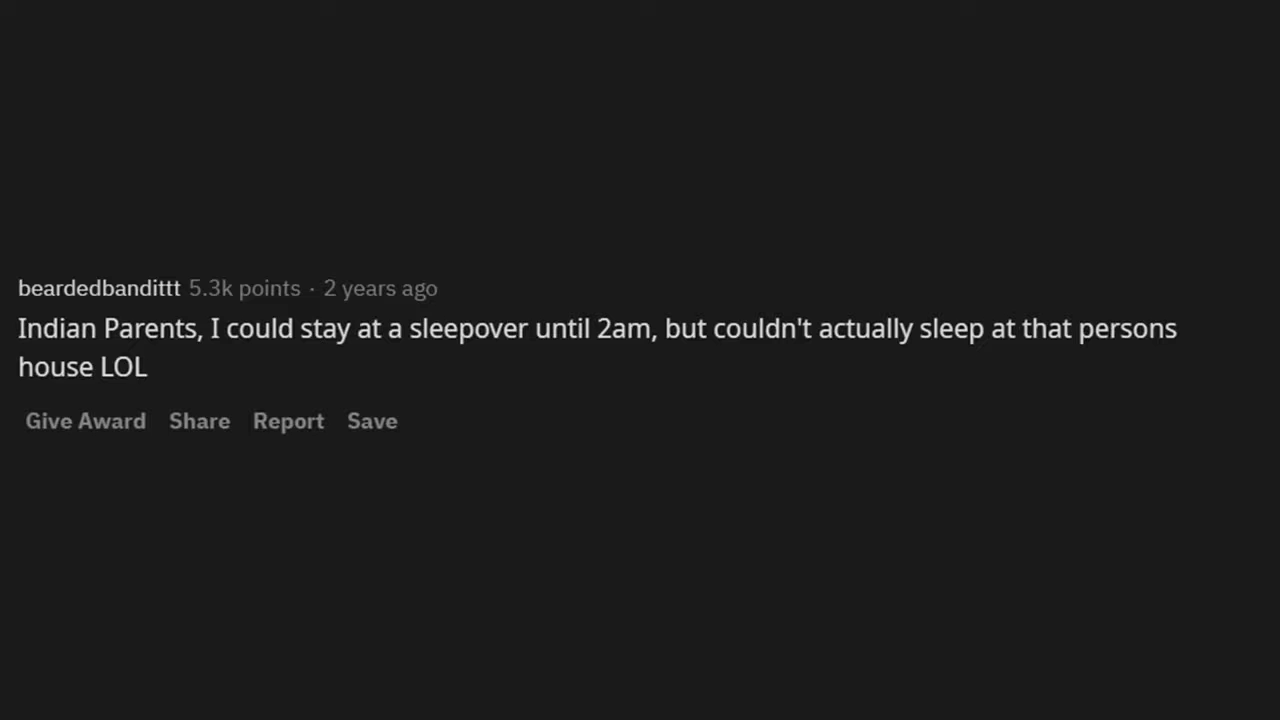 beardedbandittt 5.3k points · 2 years ago
Indian Parents, I could stay at a sleepover until 2am, but couldn't actually sleep at that persons
house LOL
Give Award Share Report Save